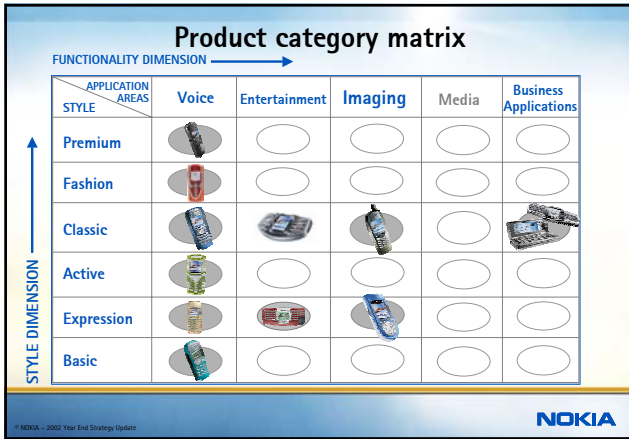 Product category matrix
FUNCTIONALITY DIMENSION
APPLICATION
AREAS
STYLE
Voice
Entertainment
Imaging
Media
Business
Applications
Premium
Fashion
Classic
Active
Expression
Basic
STYLE DIMENSION
© NOKIA – 2002 Year End Strategy Update
NOKIA